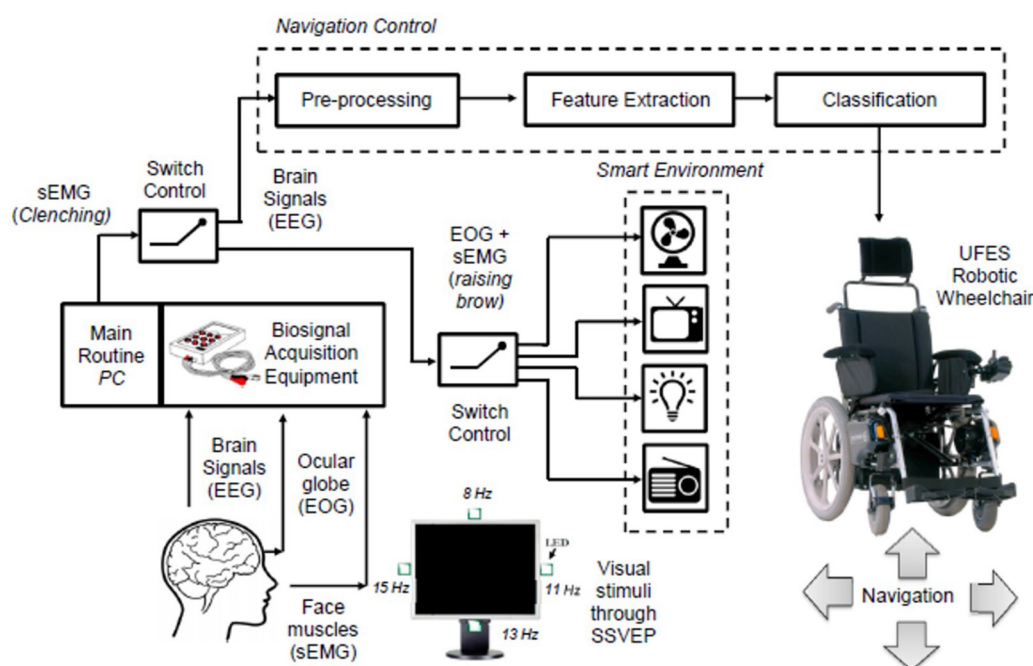 Navigation Control
Pre-processing
Feature Extraction
Classification
Smart Environment
Switch
Control
sEMG
(Clenching)
Brain
Signals
(EEG)
EOG +
sEMG
(raising
brow)
UFES
Robotic
Wheelchair
Main
Routine
PC
Biosignal
Acquisition
Equipment
Switch
Control
Brain
Signals
(EEG)
Ocular
globe
(EOG)
Face
muscles
(sEMG)
8 Hz
LED
15 Hz
11 Hz
13 Hz
Visual
stimuli
through
SSVEP
Navigation